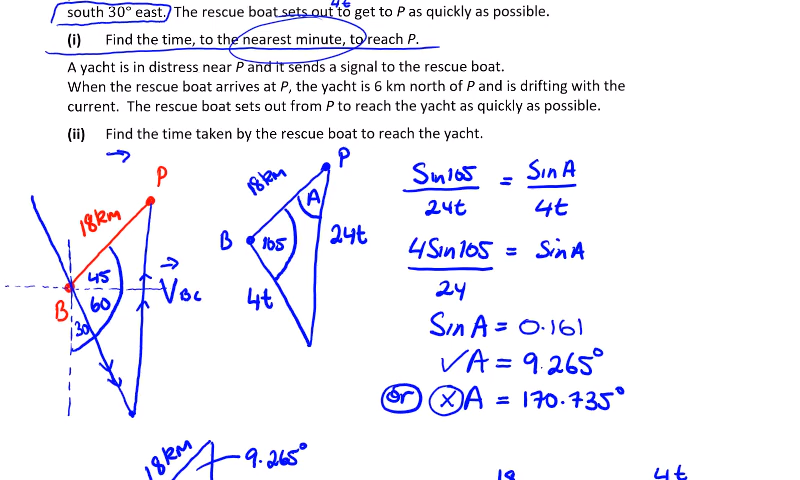 4t
south 30° east. The rescue boat sets out to get to P as quickly as possible.
(i) Find the time, to the nearest minute, to reach P.
A yacht is in distress near P and it sends a signal to the rescue boat.
When the rescue boat arrives at P, the yacht is 6 km north of P and is drifting with the
current. The rescue boat sets out from P to reach the yacht as quickly as possible.
(ii) Find the time taken by the rescue boat to reach the yacht.
P
18km
45
60
30
B
V BC
P
18km
A
B
105
24t
4t
Sin105 / 24t = SinA / 4t
4Sin105 / 24 = SinA
SinA = 0.161
✓A = 9.265°
or x A = 170.735°
18km
9.265°
18
4t